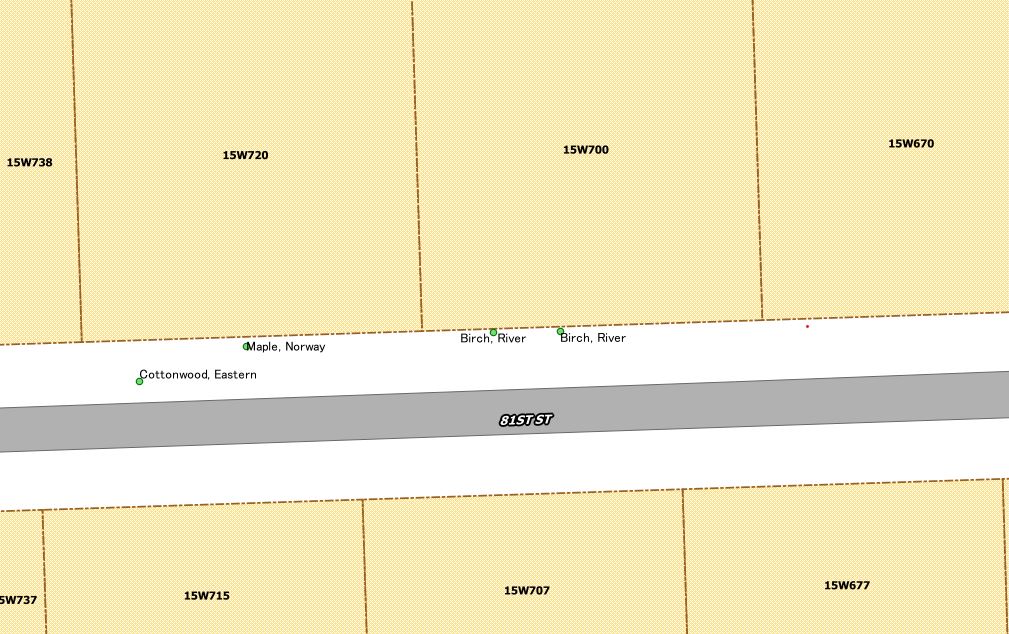 15W738
15W720
15W700
15W670
Birch, River
Birch, River
Maple, Norway
Cottonwood, Eastern
81ST ST
5W737
15W715
15W707
15W677